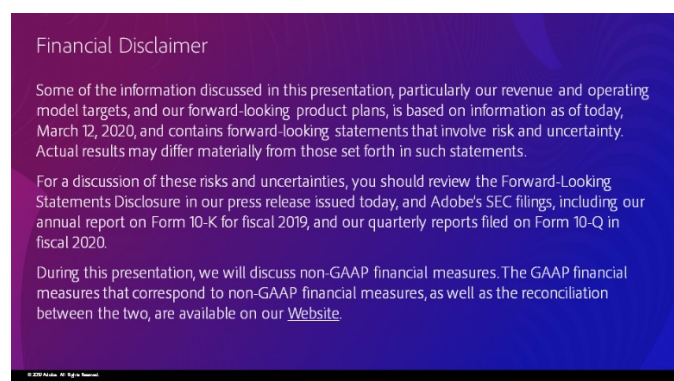 Financial Disclaimer
Some of the information discussed in this presentation, particularly our revenue and operating
model targets, and our forward-looking product plans, is based on information as of today,
March 12, 2020, and contains forward-looking statements that involve risk and uncertainty.
Actual results may differ materially from those set forth in such statements.
For a discussion of these risks and uncertainties, you should review the Forward-Looking
Statements Disclosure in our press release issued today, and Adobe's SEC filings, including our
annual report on Form 10-K for fiscal 2019, and our quarterly reports filed on Form 10-Q in
fiscal 2020.
During this presentation, we will discuss non-GAAP financial measures. The GAAP financial
measures that correspond to non-GAAP financial measures, as well as the reconciliation
between the two, are available on our Website.
Adobe. All Rights Reserved.